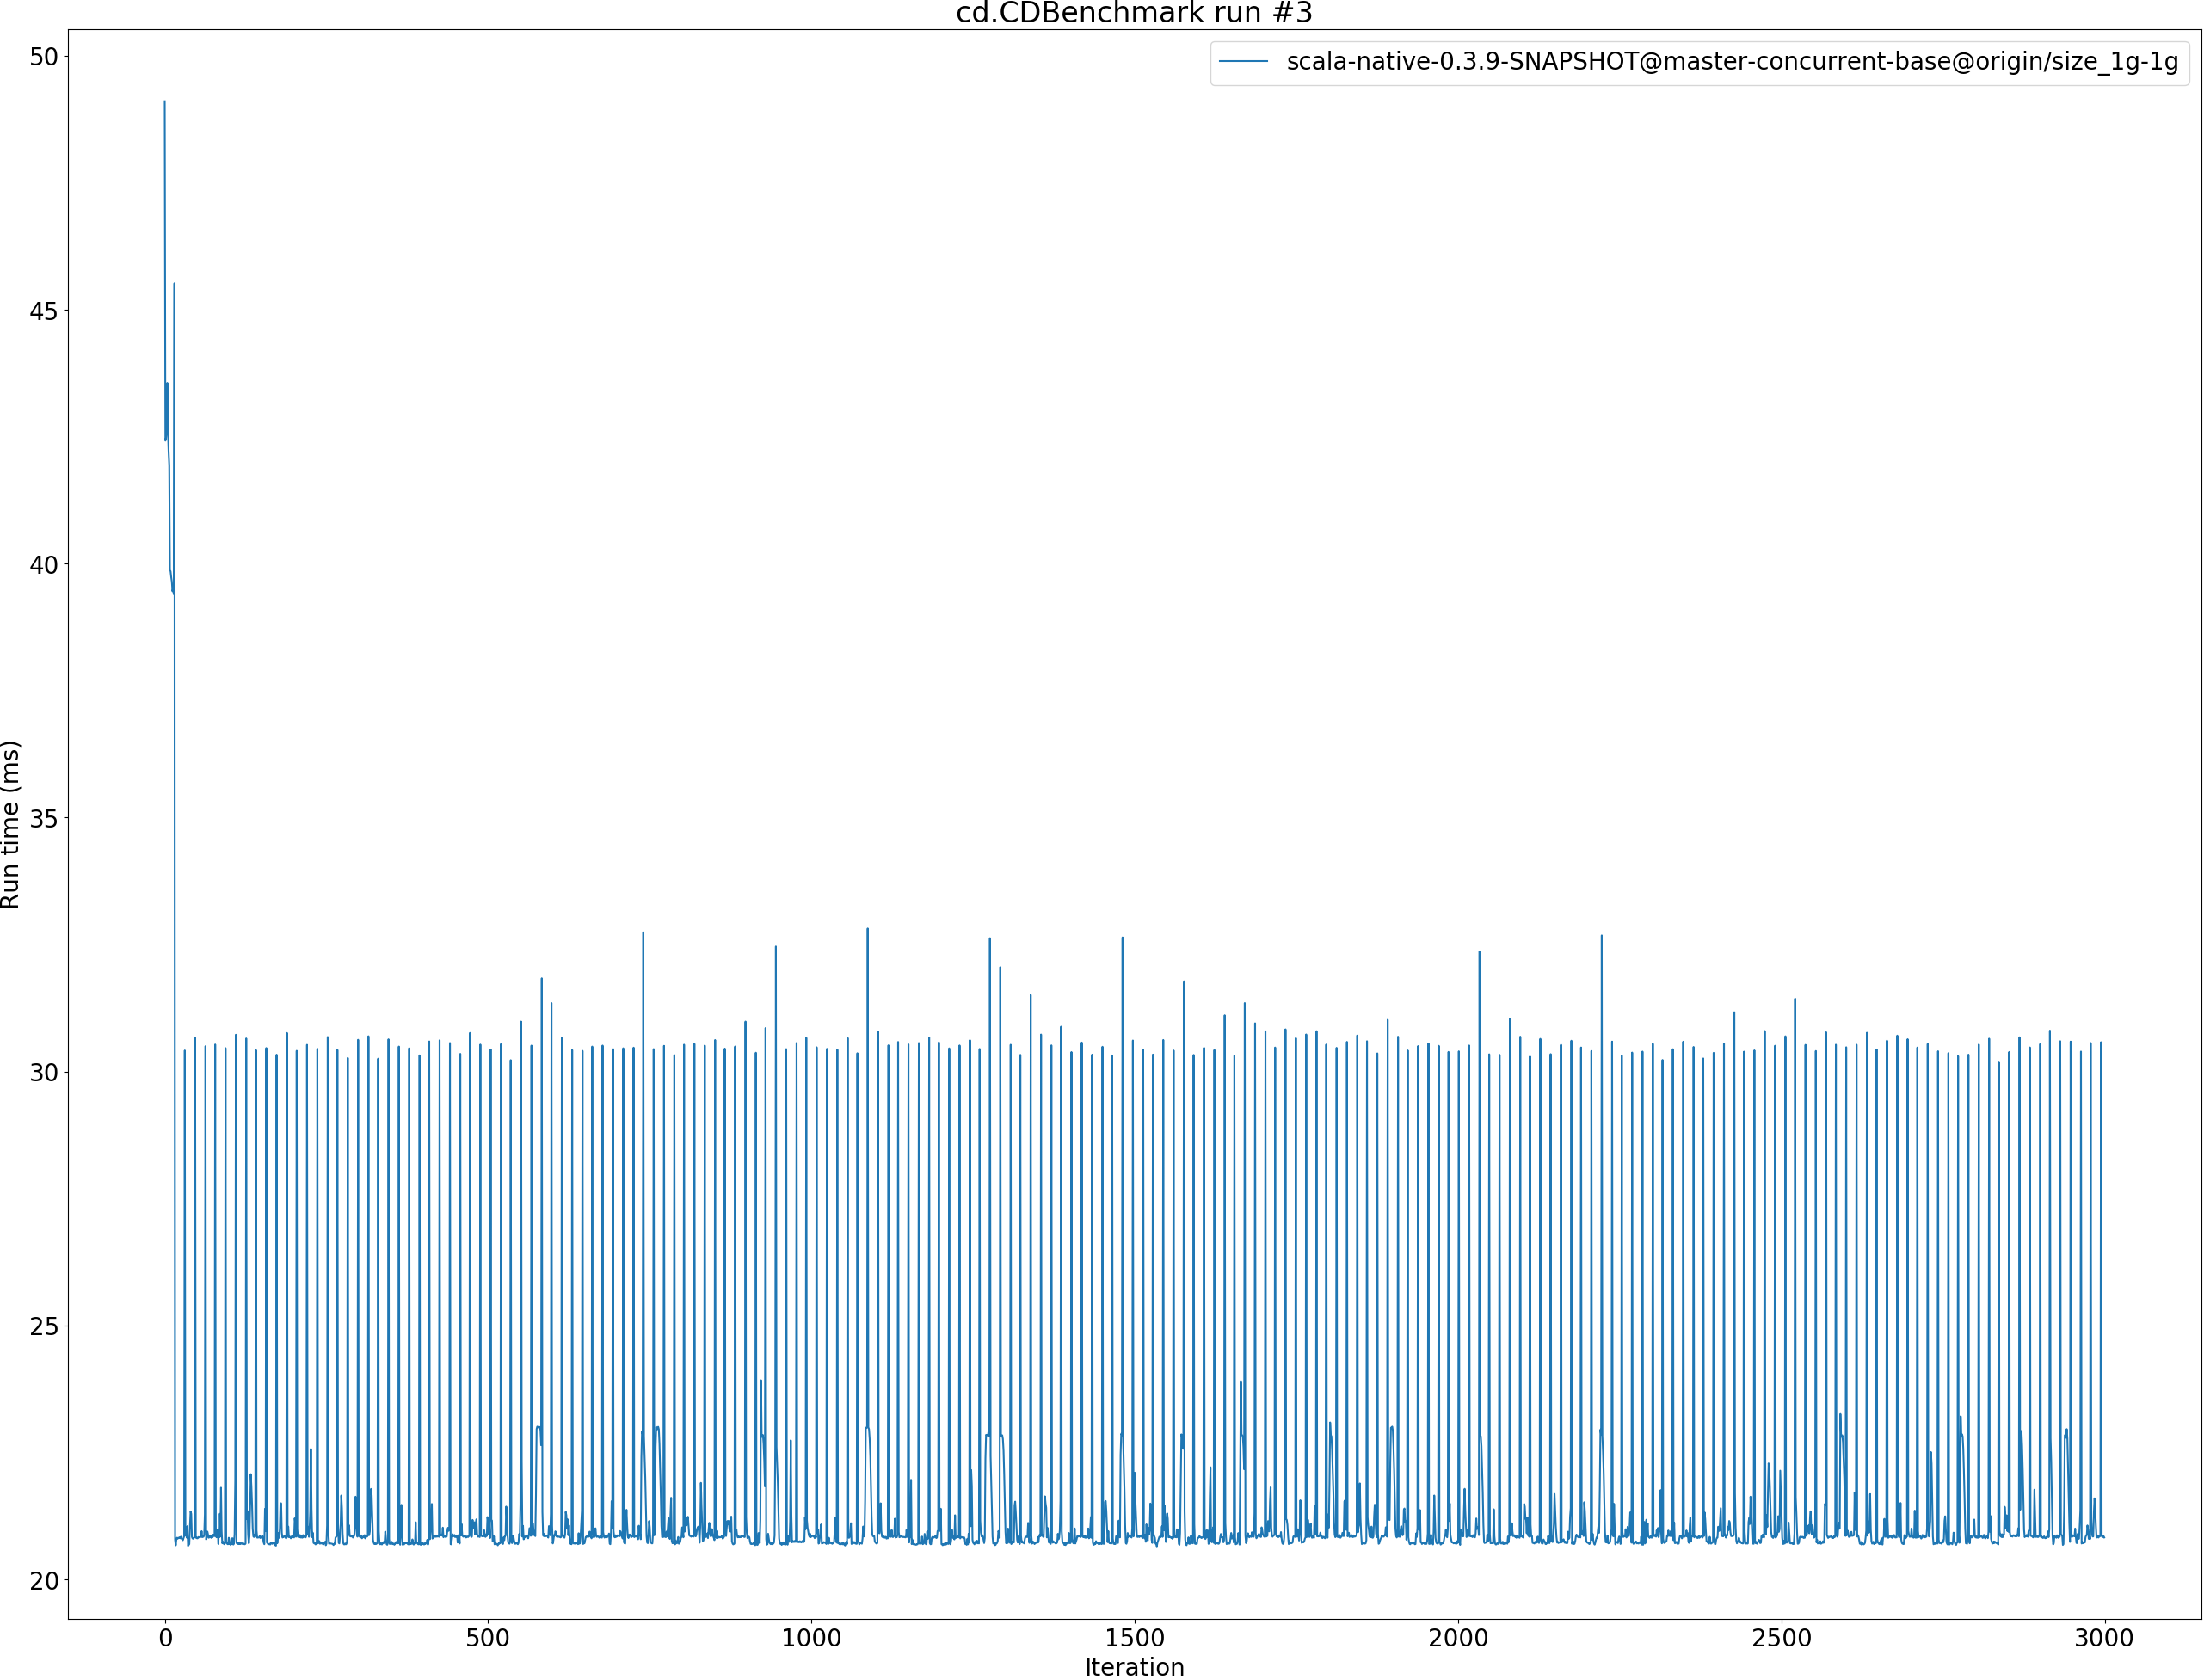 cd.CDBenchmark run #3
scala-native-0.3.9-SNAPSHOT@master-concurrent-base@origin/size_1g-1g
50
45
40
35
30
25
20
Run time (ms)
0 500 1000 1500 2000 2500 3000
Iteration